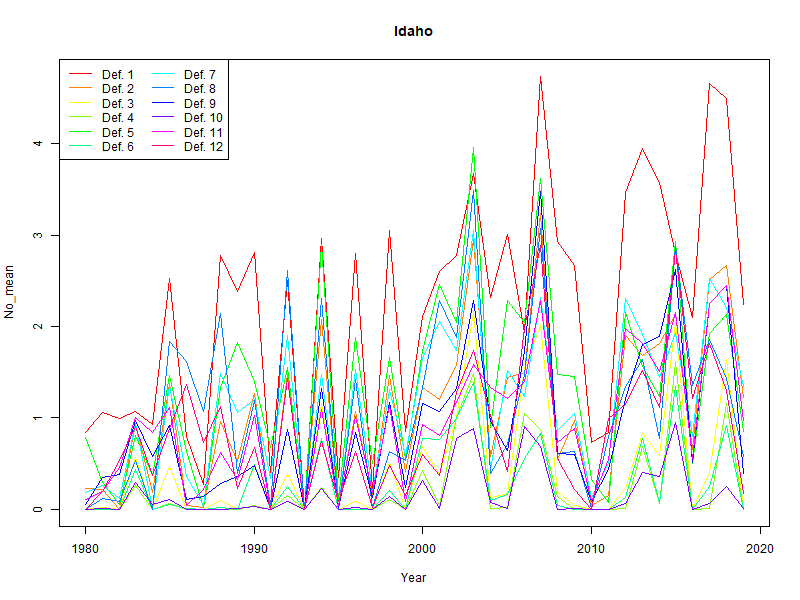 Idaho
No_mean
4
3
2
1
0
Def. 1 Def. 7
Def. 2 Def. 8
Def. 3 Def. 9
Def. 4 Def. 10
Def. 5 Def. 11
Def. 6 Def. 12
1980 1990 2000 2010 2020
Year